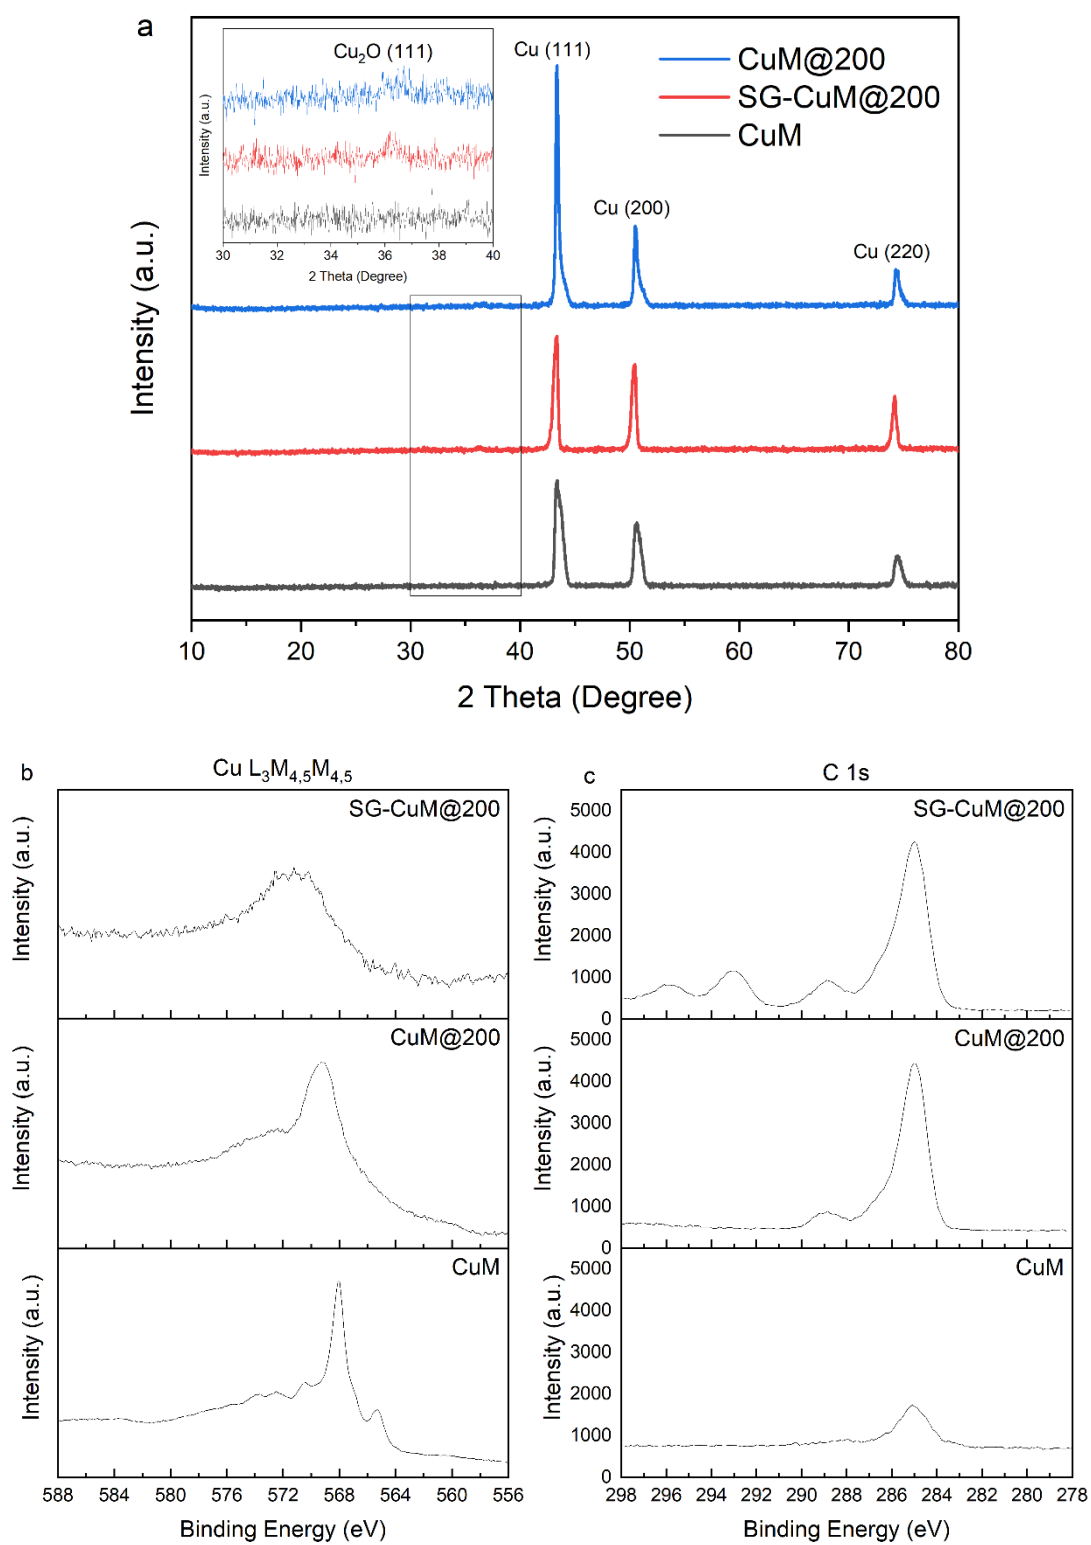 a
Cu₂O (111)
Intensity (a.u.)
30 32 34 36 38 40
2 Theta (Degree)
Cu (111)
Cu (200)
Cu (220)
CuM@200
SG-CuM@200
CuM
Intensity (a.u.)
10 20 30 40 50 60 70 80
2 Theta (Degree)
b
Cu L₃M₄,₅M₄,₅
SG-CuM@200
Intensity (a.u.)
CuM@200
Intensity (a.u.)
CuM
Intensity (a.u.)
588 584 580 576 572 568 564 560 556
Binding Energy (eV)
c
C 1s
SG-CuM@200
Intensity (a.u.)
5000
4000
3000
2000
1000
0
CuM@200
Intensity (a.u.)
5000
4000
3000
2000
1000
0
CuM
Intensity (a.u.)
5000
4000
3000
2000
1000
0
298 296 294 292 290 288 286 284 282 280 278
Binding Energy (eV)